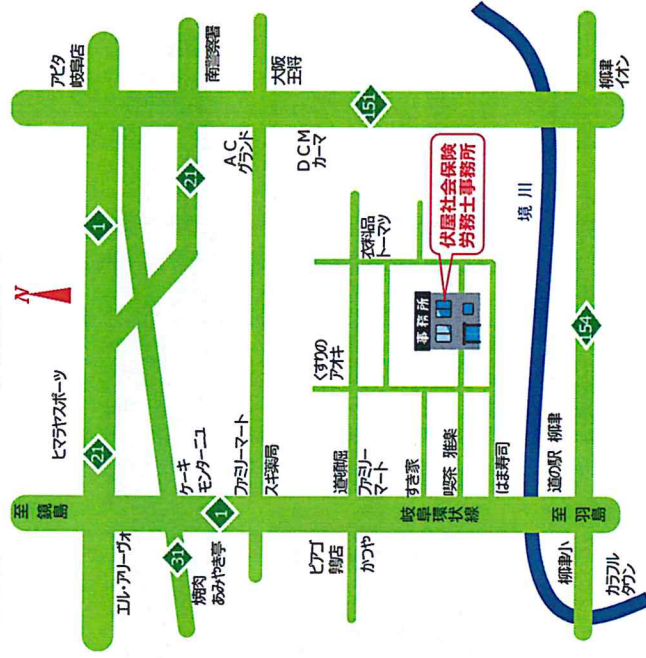 アピタ
岐阜店
南警察署
大阪
王将
柳津
イオン
1
21
151
ＡＣ
グランド
ＤＣＭ
カーマ
N
境川
衣料品
トーマツ
伏屋社会保険
労務士事務所
事務所
154
くすりの
アオキ
ヒマラヤスポーツ
21
ケーキ
モンターニュ
ファミリーマート
スギ薬局
道頓堀
ファミリー
マート
すき家
喫茶 雅楽
はま寿司
道の駅 柳津
至鏡島
1
岐阜環状線
至羽島
エル・アリーヴォ
31
焼肉
あみやき亭
ピアゴ
鶉店
かつや
柳津小
カラフル
タウン